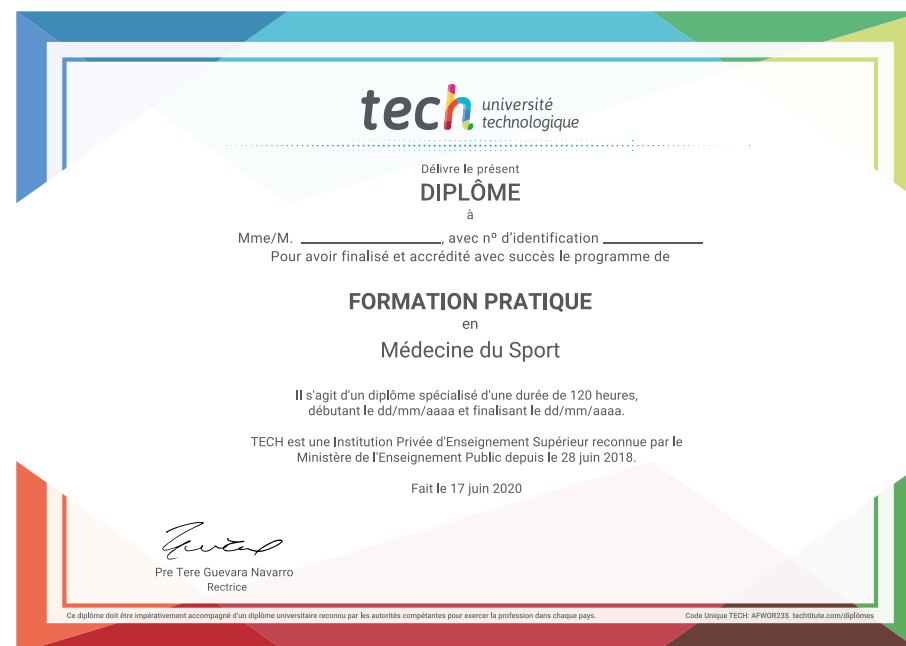 tech université
technologique
Délivre le présent
DIPLÔME
à
Mme/M. ____________________, avec nº d'identification ______________
Pour avoir finalisé et accrédité avec succès le programme de
FORMATION PRATIQUE
en
Médecine du Sport
Il s'agit d'un diplôme spécialisé d'une durée de 120 heures,
débutant le dd/mm/aaaa et finalisant le dd/mm/aaaa.
TECH est une Institution Privée d'Enseignement Supérieur reconnue par le
Ministère de l'Enseignement Public depuis le 28 juin 2018.
Fait le 17 juin 2020
Pre Tere Guevara Navarro
Rectrice
Ce diplôme doit être impérativement accompagné d'un diplôme universitaire reconnu par les autorités compétantes pour exercer la profession dans chaque pays. Code Unique TECH: AFWOR23S techtitute.com/diplômes